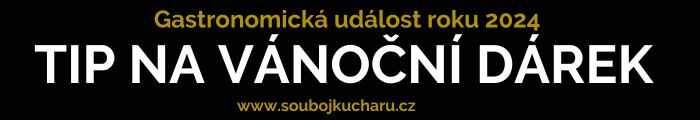 Gastronomická událost roku 2024
TIP NA VÁNOČNÍ DÁREK
www.soubojkucharu.cz